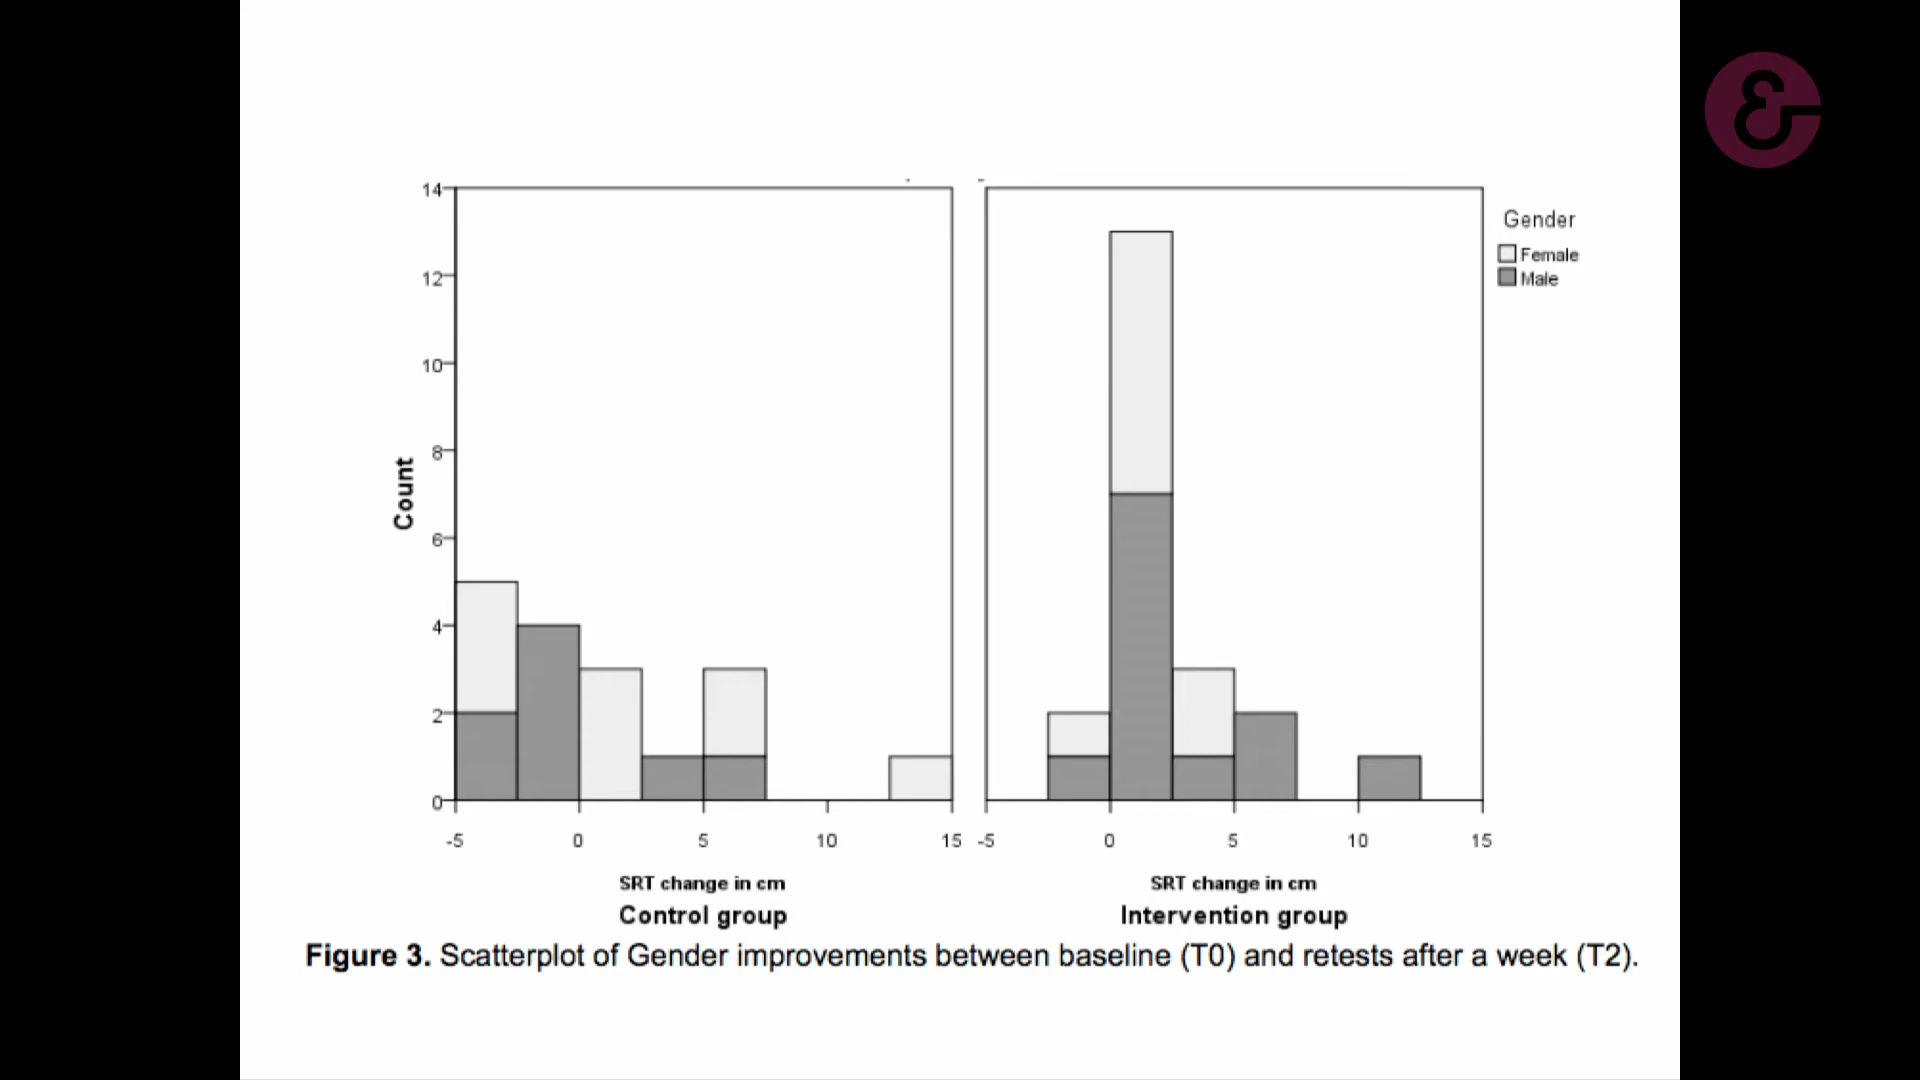 14
12
10
8
6
4
2
0
Count
-5 0 5 10 15
-5 0 5 10 15
SRT change in cm
SRT change in cm
Control group
Intervention group
Gender
Female
Male
Figure 3. Scatterplot of Gender improvements between baseline (T0) and retests after a week (T2).
&